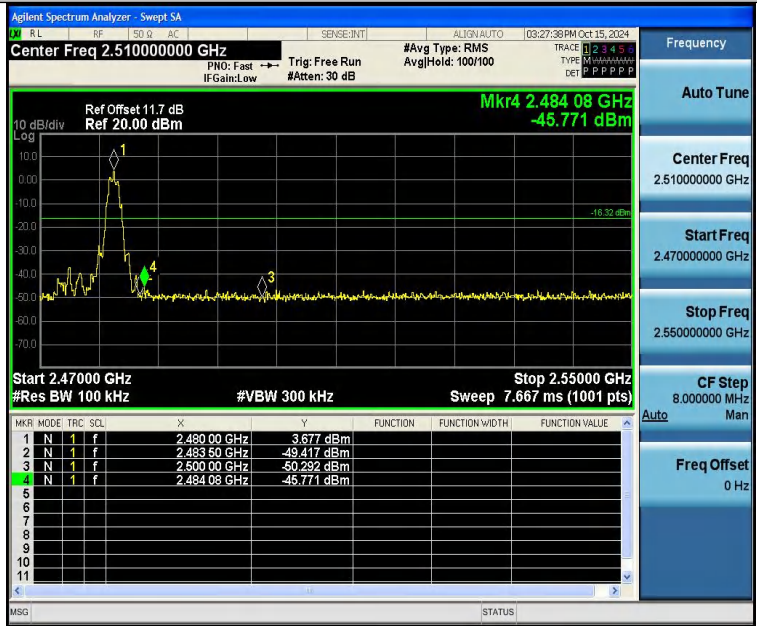 Agilent Spectrum Analyzer - Swept SA
LXI RL RF 50 Ω AC SENSE:INT ALIGNAUTO 03:27:38 PM Oct 15, 2024
Center Freq 2.510000000 GHz
PNO: Fast
IFGain:Low
Trig: Free Run
#Atten: 30 dB
#Avg Type: RMS
Avg|Hold: 100/100
TRACE 1 2 3 4 5 6
TYPE M
DET P P P P P P
Frequency
Auto Tune
Center Freq
2.510000000 GHz
Start Freq
2.470000000 GHz
Stop Freq
2.550000000 GHz
CF Step
8.000000 MHz
Auto Man
Freq Offset
0 Hz
Mkr4 2.484 08 GHz
-45.771 dBm
Ref Offset 11.7 dB
10 dB/div Ref 20.00 dBm
Log
10.0
0.00
-10.0
-20.0
-30.0
-40.0
-50.0
-60.0
-70.0
1
4
3
-16.32 dBm
Start 2.47000 GHz Stop 2.55000 GHz
#Res BW 100 kHz #VBW 300 kHz Sweep 7.667 ms (1001 pts)
MKR MODE TRC SCL X Y FUNCTION FUNCTION WIDTH FUNCTION VALUE
1 N 1 f 2.480 00 GHz 3.677 dBm
2 N 1 f 2.483 50 GHz -49.417 dBm
3 N 1 f 2.500 00 GHz -50.292 dBm
4 N 1 f 2.484 08 GHz -45.771 dBm
5
6
7
8
9
10
11
MSG STATUS